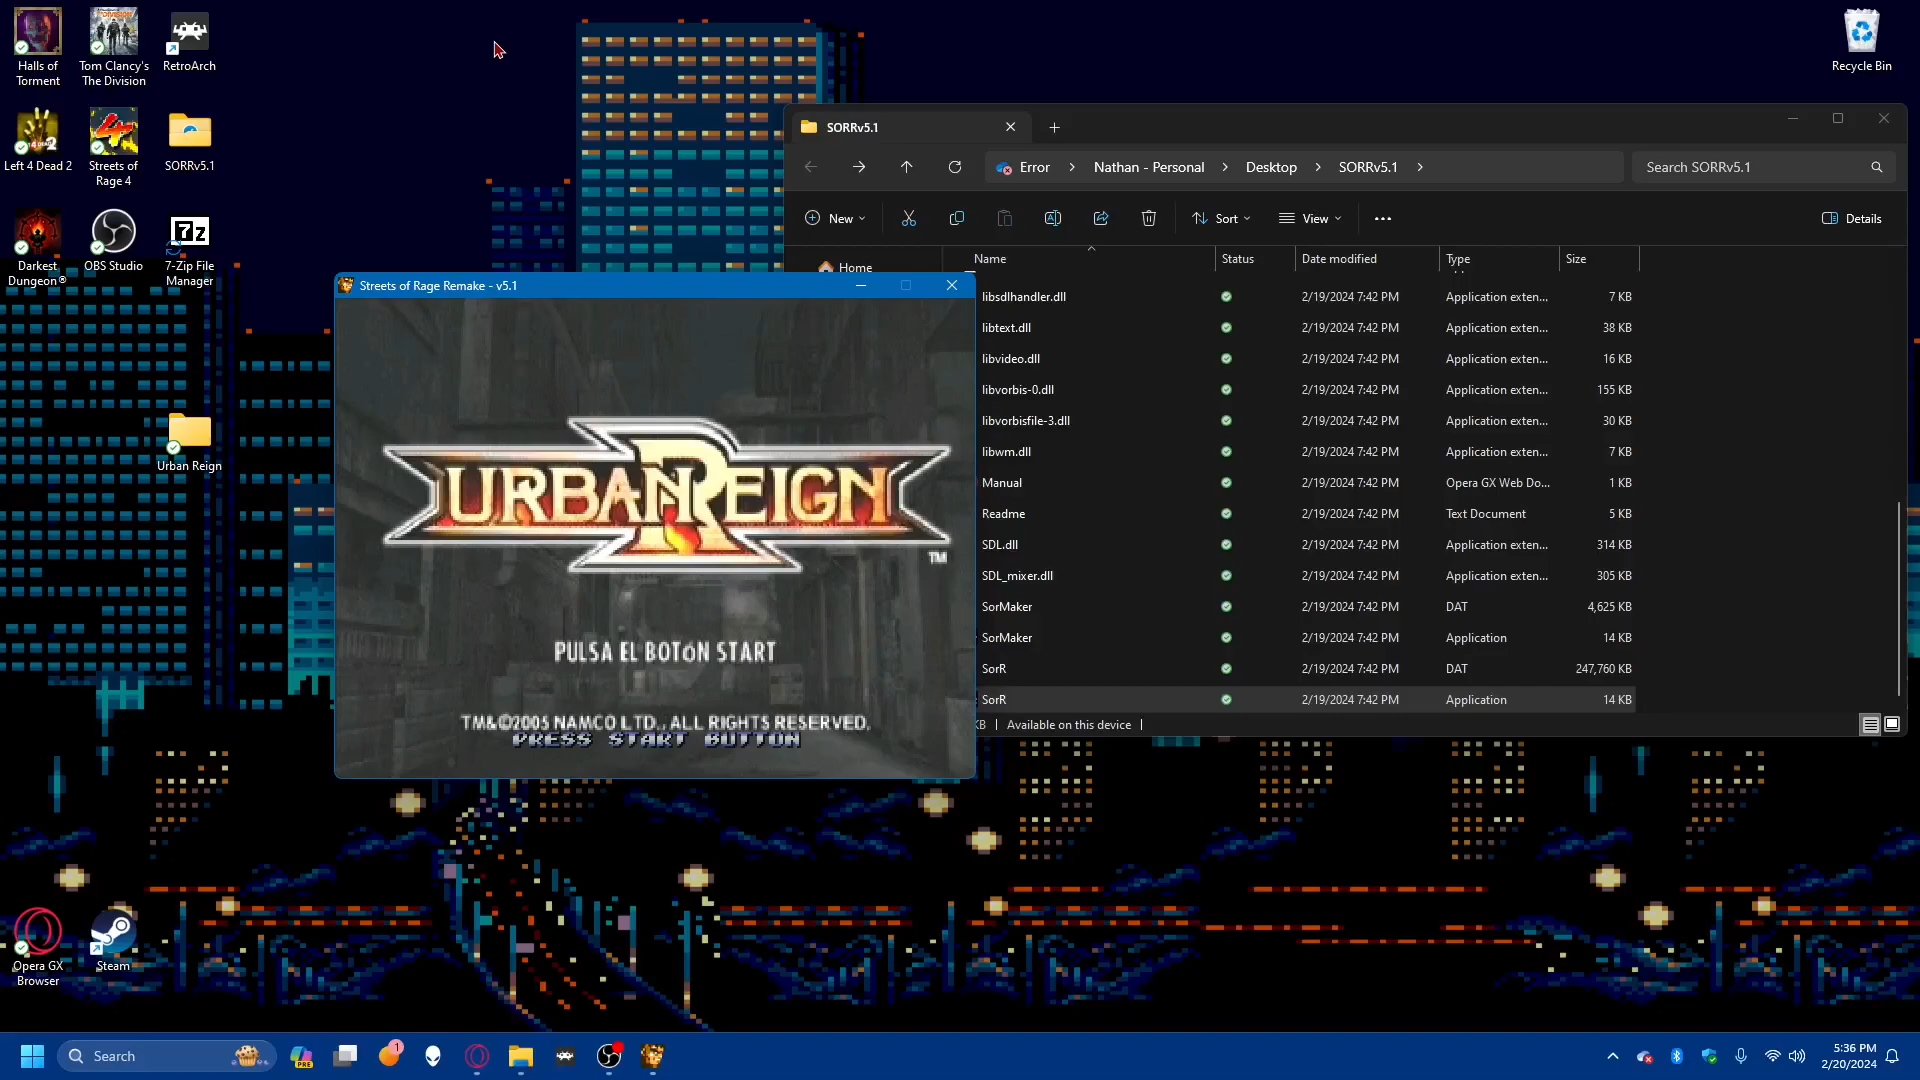 Halls of
Torment
Tom Clancy's
The Division
RetroArch
Left 4 Dead 2
Streets of
Rage 4
SORRv5.1
Darkest
Dungeon®
OBS Studio
7-Zip File
Manager
Urban Reign
Opera GX
Browser
Steam
Recycle Bin
SORRv5.1
Error
Nathan - Personal
Desktop
SORRv5.1
Search SORRv5.1
New
Sort
View
Details
Home
Name
Status
Date modified
Type
Size
libsdlhandler.dll 2/19/2024 7:42 PM Application exten... 7 KB
libtext.dll 2/19/2024 7:42 PM Application exten... 38 KB
libvideo.dll 2/19/2024 7:42 PM Application exten... 16 KB
libvorbis-0.dll 2/19/2024 7:42 PM Application exten... 155 KB
libvorbisfile-3.dll 2/19/2024 7:42 PM Application exten... 30 KB
libwm.dll 2/19/2024 7:42 PM Application exten... 7 KB
Manual 2/19/2024 7:42 PM Opera GX Web Do... 1 KB
Readme 2/19/2024 7:42 PM Text Document 5 KB
SDL.dll 2/19/2024 7:42 PM Application exten... 314 KB
SDL_mixer.dll 2/19/2024 7:42 PM Application exten... 305 KB
SorMaker 2/19/2024 7:42 PM DAT 4,625 KB
SorMaker 2/19/2024 7:42 PM Application 14 KB
SorR 2/19/2024 7:42 PM DAT 247,760 KB
SorR 2/19/2024 7:42 PM Application 14 KB
KB
Available on this device
Streets of Rage Remake - v5.1
URBAN REIGN
TM
PULSA EL BOTÓN START
TM&©2005 NAMCO LTD., ALL RIGHTS RESERVED.
PRESS START BUTTON
Search
PRE
1
5:36 PM
2/20/2024